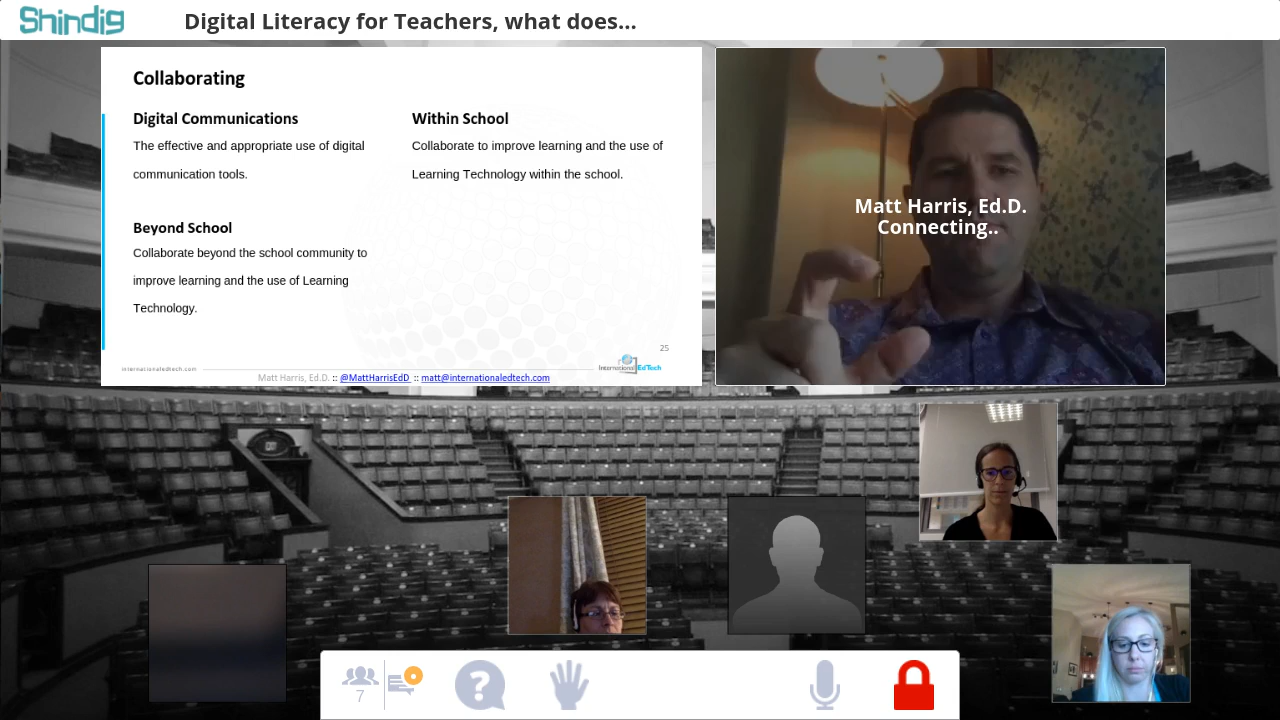 Shindig
Digital Literacy for Teachers, what does...
Collaborating
Digital Communications
The effective and appropriate use of digital
communication tools.
Within School
Collaborate to improve learning and the use of
Learning Technology within the school.
Beyond School
Collaborate beyond the school community to
improve learning and the use of Learning
Technology.
25
internationaledtech.com
International EdTech
Matt Harris, Ed.D. :: @MattHarrisEdD :: matt@internationaledtech.com
Matt Harris, Ed.D.
Connecting..
7
?